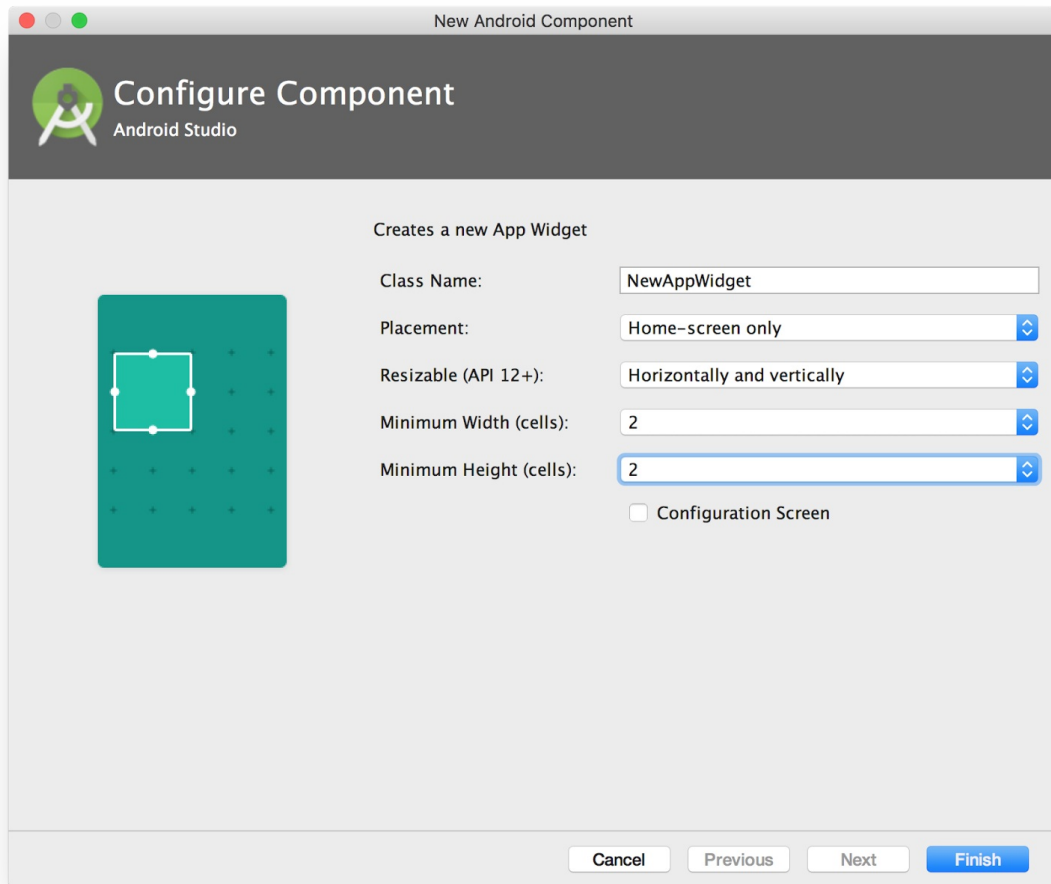 New Android Component
Configure Component
Android Studio
Creates a new App Widget
Class Name: NewAppWidget
Placement: Home-screen only
Resizable (API 12+): Horizontally and vertically
Minimum Width (cells): 2
Minimum Height (cells): 2
Configuration Screen
Cancel Previous Next Finish